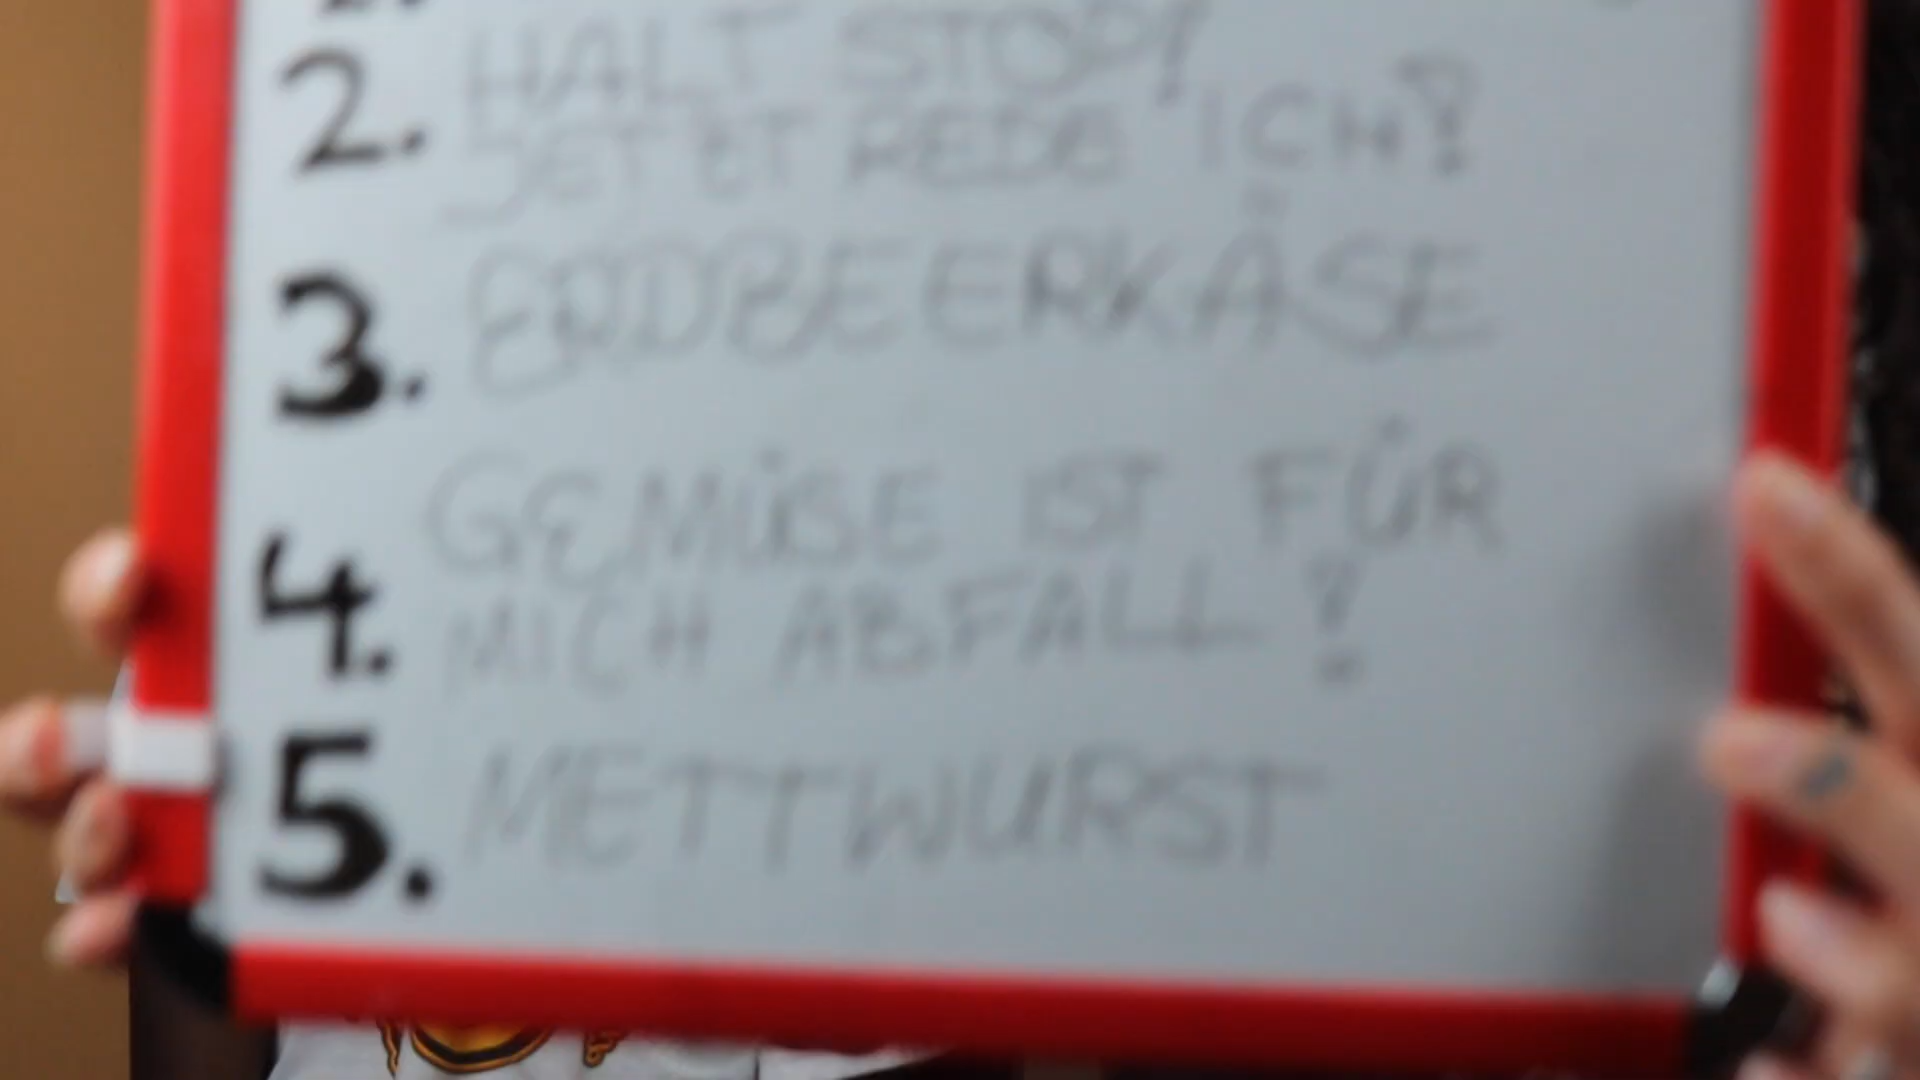 2. HALT STOP!
JETZT REDE ICH!
3. ERDBEERKÄSE
4. GEMÜSE IST FÜR
MICH ABFALL!
5. METTWURST